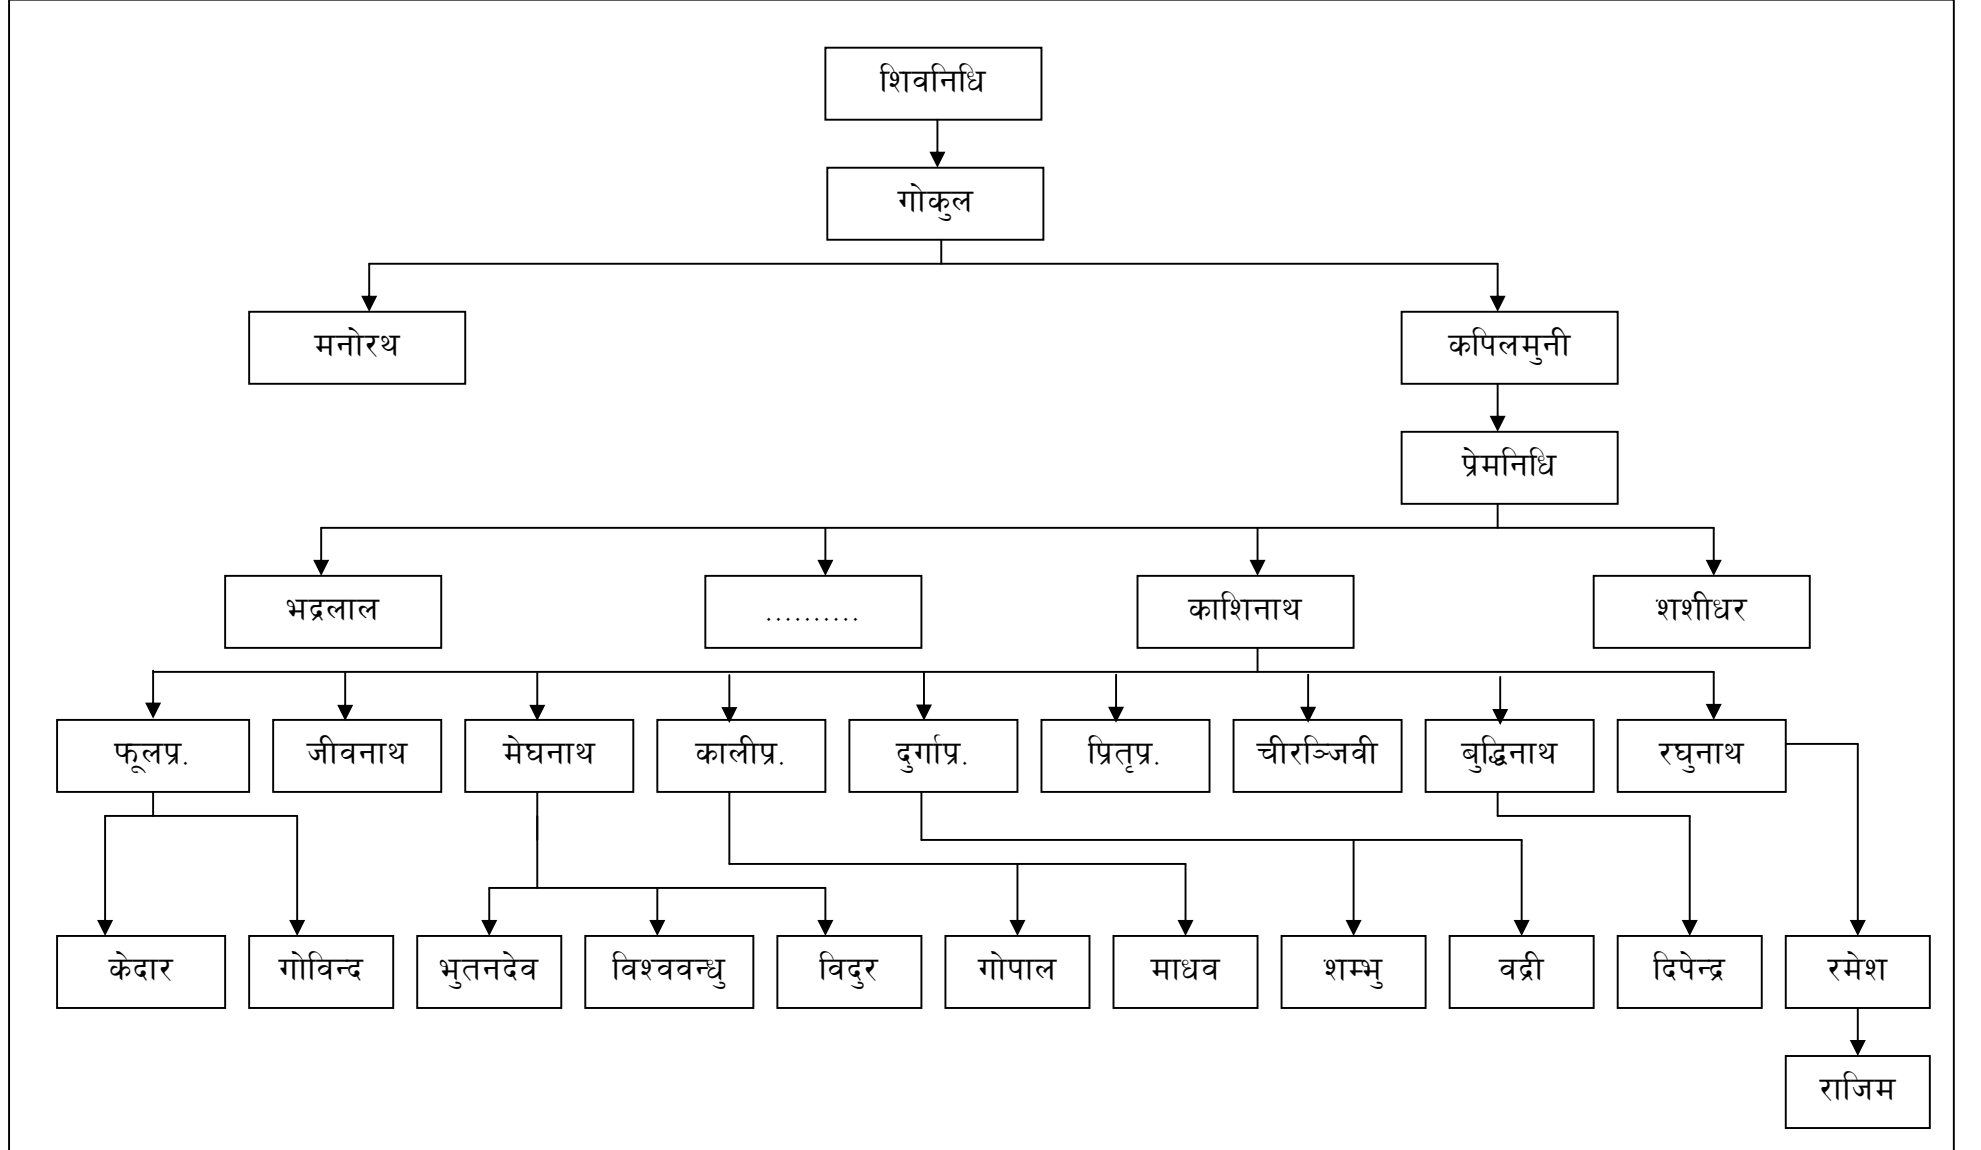 शिवनिधि
गोकुल
मनोरथ
कपिलमुनी
प्रेमनिधि
भद्रलाल
..........
काशिनाथ
शशीधर
फूलप्र.
जीवनाथ
मेघनाथ
कालीप्र.
दुर्गाप्र.
प्रितृप्र.
चीरञ्जिवी
बुद्धिनाथ
रघुनाथ
केदार
गोविन्द
भुतनदेव
विश्ववन्धु
विदुर
गोपाल
माधव
शम्भु
वद्री
दिपेन्द्र
रमेश
राजिम